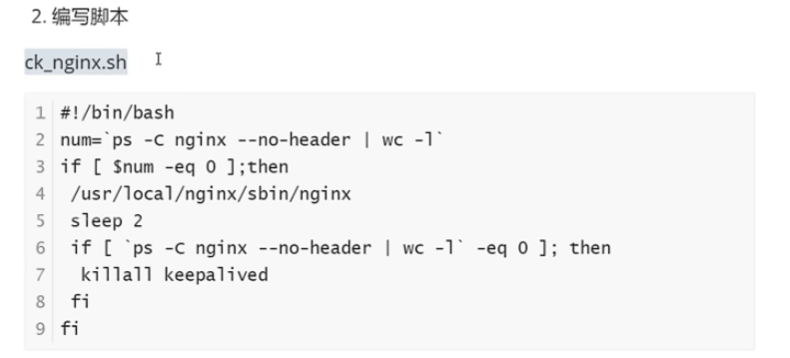 2. 编写脚本
ck_nginx.sh
1 #!/bin/bash
2 num=`ps -C nginx --no-header | wc -l`
3 if [ $num -eq 0 ];then
4  /usr/local/nginx/sbin/nginx
5  sleep 2
6  if [ `ps -C nginx --no-header | wc -l` -eq 0 ]; then
7   killall keepalived
8  fi
9 fi